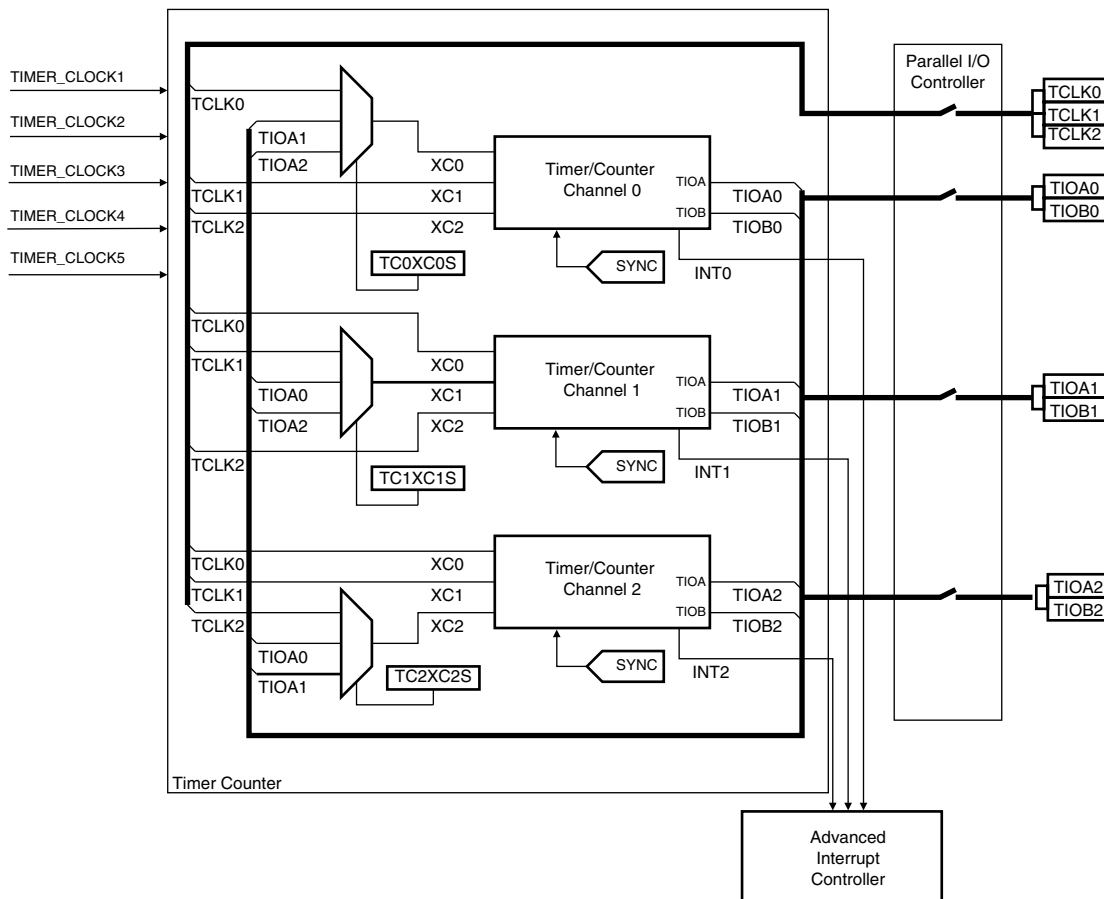 TIMER_CLOCK1
TIMER_CLOCK2
TIMER_CLOCK3
TIMER_CLOCK4
TIMER_CLOCK5
TCLK0
TIOA1
TIOA2
TCLK1
TCLK2
XC0
XC1
XC2
TC0XC0S
Timer/Counter
Channel 0
TIOA
TIOB
TIOA0
TIOB0
SYNC
INT0
TCLK0
TCLK1
TIOA0
TIOA2
TCLK2
XC0
XC1
XC2
TC1XC1S
Timer/Counter
Channel 1
TIOA
TIOB
TIOA1
TIOB1
SYNC
INT1
TCLK0
TCLK1
TCLK2
TIOA0
TIOA1
XC0
XC1
XC2
TC2XC2S
Timer/Counter
Channel 2
TIOA
TIOB
TIOA2
TIOB2
SYNC
INT2
Timer Counter
Parallel I/O
Controller
TCLK0
TCLK1
TCLK2
TIOA0
TIOB0
TIOA1
TIOB1
TIOA2
TIOB2
Advanced
Interrupt
Controller